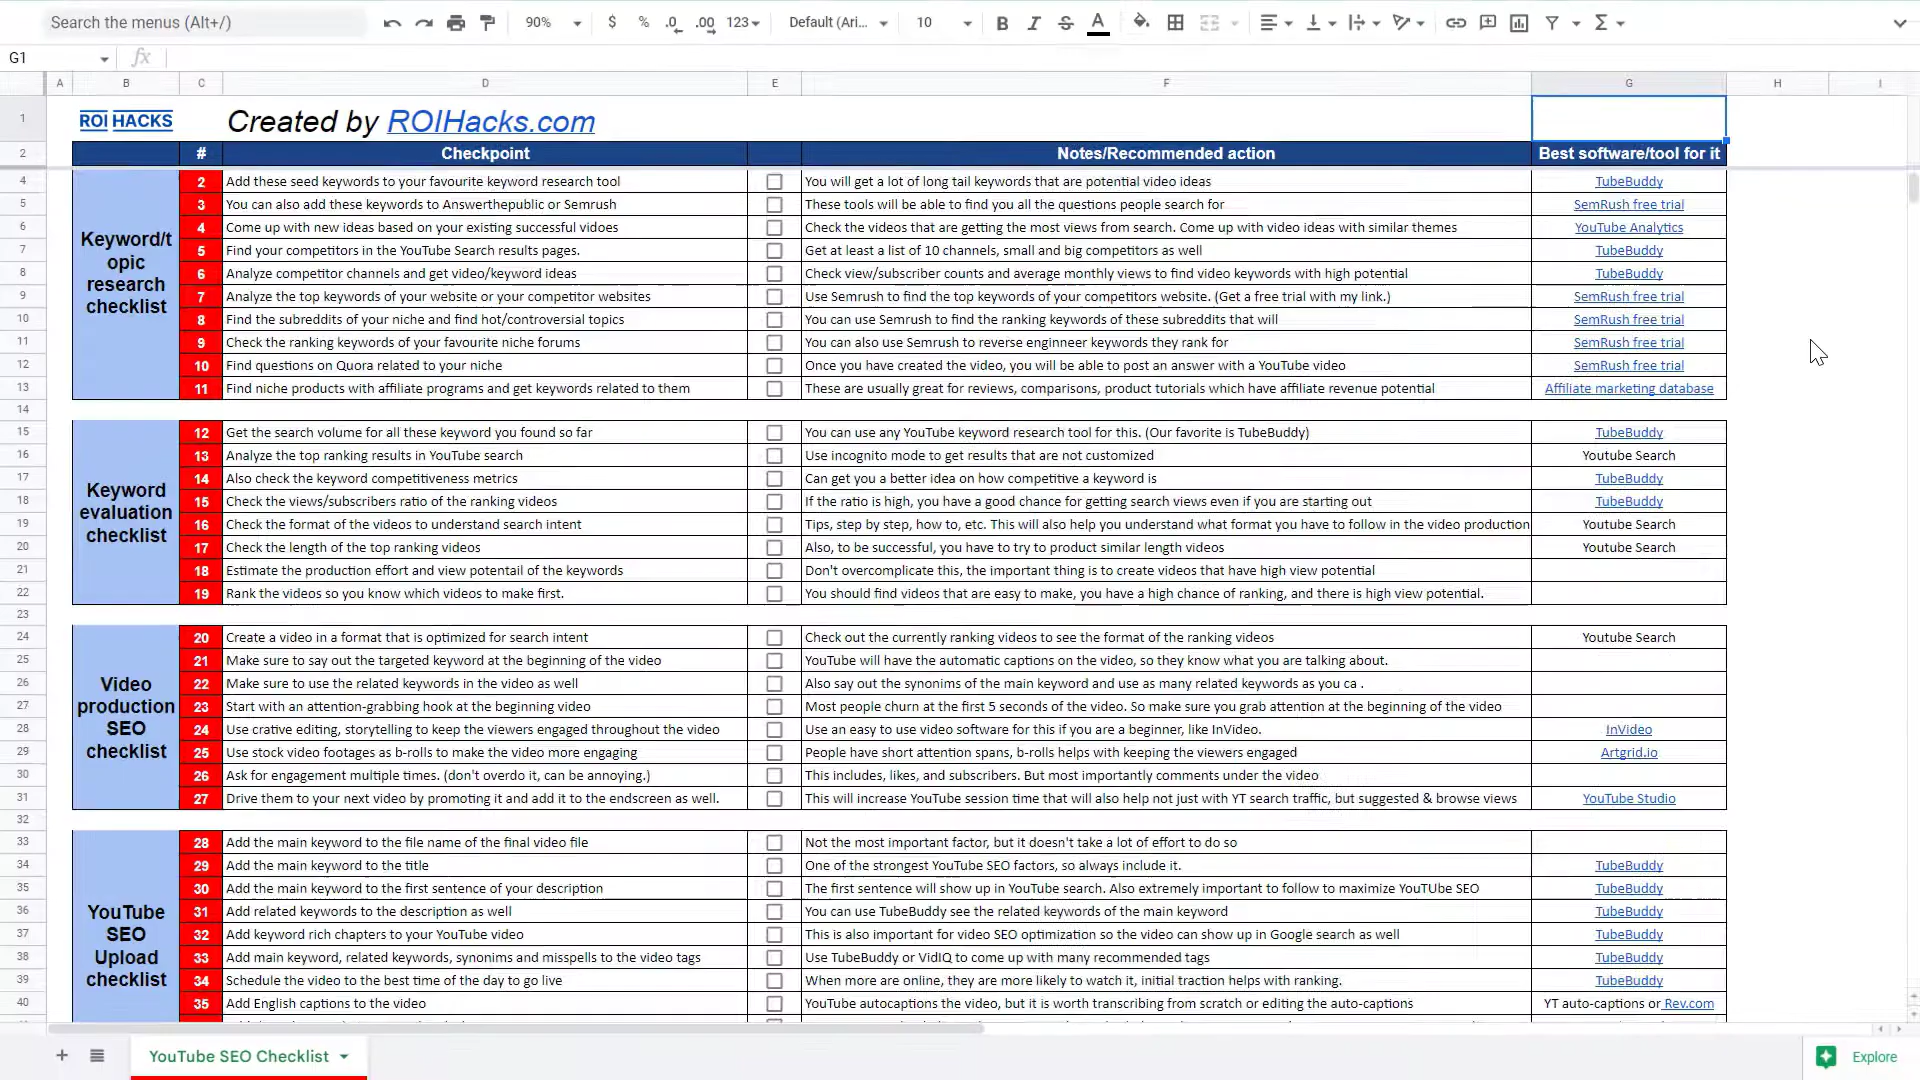 Search the menus (Alt+/)
90%
$ % .0 .00 123
Default (Ari...
10
B I S A
G1
fx
A B C D E F G H I
1 ROI HACKS Created by ROIHacks.com
2 # Checkpoint Notes/Recommended action Best software/tool for it
Keyword/t
opic
research
checklist
4 2 Add these seed keywords to your favourite keyword research tool You will get a lot of long tail keywords that are potential video ideas TubeBuddy
5 3 You can also add these keywords to Answerthepublic or Semrush These tools will be able to find you all the questions people search for SemRush free trial
6 4 Come up with new ideas based on your existing successful vidoes Check the videos that are getting the most views from search. Come up with video ideas with similar themes YouTube Analytics
7 5 Find your competitors in the YouTube Search results pages. Get at least a list of 10 channels, small and big competitors as well TubeBuddy
8 6 Analyze competitor channels and get video/keyword ideas Check view/subscriber counts and average monthly views to find video keywords with high potential TubeBuddy
9 7 Analyze the top keywords of your website or your competitor websites Use Semrush to find the top keywords of your competitors website. (Get a free trial with my link.) SemRush free trial
10 8 Find the subreddits of your niche and find hot/controversial topics You can use Semrush to find the ranking keywords of these subreddits that will SemRush free trial
11 9 Check the ranking keywords of your favourite niche forums You can also use Semrush to reverse enginneer keywords they rank for SemRush free trial
12 10 Find questions on Quora related to your niche Once you have created the video, you will be able to post an answer with a YouTube video SemRush free trial
13 11 Find niche products with affiliate programs and get keywords related to them These are usually great for reviews, comparisons, product tutorials which have affiliate revenue potential Affiliate marketing database
14
Keyword
evaluation
checklist
15 12 Get the search volume for all these keyword you found so far You can use any YouTube keyword research tool for this. (Our favorite is TubeBuddy) TubeBuddy
16 13 Analyze the top ranking results in YouTube search Use incognito mode to get results that are not customized Youtube Search
17 14 Also check the keyword competitiveness metrics Can get you a better idea on how competitive a keyword is TubeBuddy
18 15 Check the views/subscribers ratio of the ranking videos If the ratio is high, you have a good chance for getting search views even if you are starting out TubeBuddy
19 16 Check the format of the videos to understand search intent Tips, step by step, how to, etc. This will also help you understand what format you have to follow in the video production Youtube Search
20 17 Check the length of the top ranking videos Also, to be successful, you have to try to product similar length videos Youtube Search
21 18 Estimate the production effort and view potentail of the keywords Don't overcomplicate this, the important thing is to create videos that have high view potential
22 19 Rank the videos so you know which videos to make first. You should find videos that are easy to make, you have a high chance of ranking, and there is high view potential.
23
Video
production
SEO
checklist
24 20 Create a video in a format that is optimized for search intent Check out the currently ranking videos to see the format of the ranking videos Youtube Search
25 21 Make sure to say out the targeted keyword at the beginning of the video YouTube will have the automatic captions on the video, so they know what you are talking about.
26 22 Make sure to use the related keywords in the video as well Also say out the synonims of the main keyword and use as many related keywords as you ca .
27 23 Start with an attention-grabbing hook at the beginning video Most people churn at the first 5 seconds of the video. So make sure you grab attention at the beginning of the video
28 24 Use crative editing, storytelling to keep the viewers engaged throughout the video Use an easy to use video software for this if you are a beginner, like InVideo. InVideo
29 25 Use stock video footages as b-rolls to make the video more engaging People have short attention spans, b-rolls helps with keeping the viewers engaged Artgrid.io
30 26 Ask for engagement multiple times. (don't overdo it, can be annoying.) This includes, likes, and subscribers. But most importantly comments under the video
31 27 Drive them to your next video by promoting it and add it to the endscreen as well. This will increase YouTube session time that will also help not just with YT search traffic, but suggested & browse views YouTube Studio
32
YouTube
SEO
Upload
checklist
33 28 Add the main keyword to the file name of the final video file Not the most important factor, but it doesn't take a lot of effort to do so
34 29 Add the main keyword to the title One of the strongest YouTube SEO factors, so always include it. TubeBuddy
35 30 Add the main keyword to the first sentence of your description The first sentence will show up in YouTube search. Also extremely important to follow to maximize YouTUBE SEO TubeBuddy
36 31 Add related keywords to the description as well You can use TubeBuddy see the related keywords of the main keyword TubeBuddy
37 32 Add keyword rich chapters to your YouTube video This is also important for video SEO optimization so the video can show up in Google search as well TubeBuddy
38 33 Add main keyword, related keywords, synonyms and misspells to the video tags Use TubeBuddy or VidIQ to come up with many recommended tags TubeBuddy
39 34 Schedule the video to the best time of the day to go live When more are online, they are more likely to watch it, initial traction helps with ranking. TubeBuddy
40 35 Add English captions to the video YouTube autocaptions the video, but it is worth transcribing from scratch or editing the auto-captions YT auto-captions or Rev.com
YouTube SEO Checklist
Explore